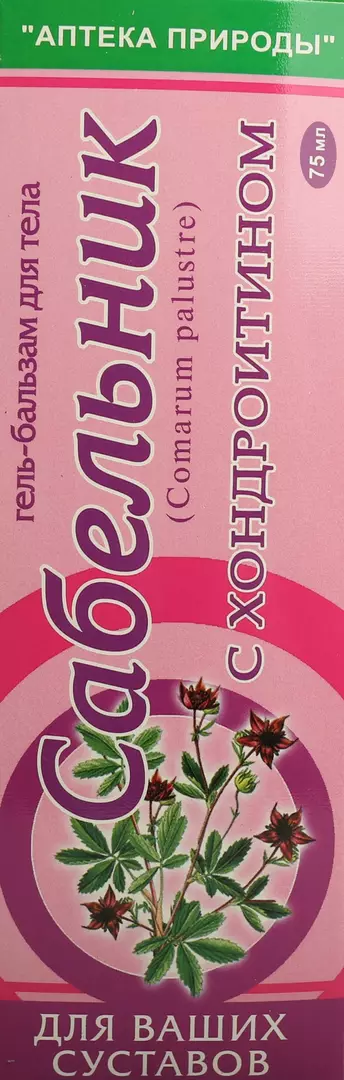 "АПТЕКА ПРИРОДЫ"
гель-бальзам для тела
Сабельник
(Comarum palustre)
С ХОНДРОИТИНОМ
75 мл
ДЛЯ ВАШИХ
СУСТАВОВ